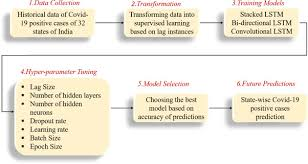 1.Data Collection
Historical data of Covid-
19 positive cases of 32
states of India
2.Transformation
Transforming data into
supervised learning
based on lag instances
3.Training Models
Stacked LSTM
Bi-directional LSTM
Convolutional LSTM
4.Hyper-parameter Tuning
• Lag Size
• Number of hidden layers
• Number of hidden
neurons
• Dropout rate
• Learning rate
• Batch Size
• Epoch Size
5.Model Selection
Choosing the best
model based on
accuracy of predictions
6.Future Predictions
State-wise Covid-19
positive cases
prediction